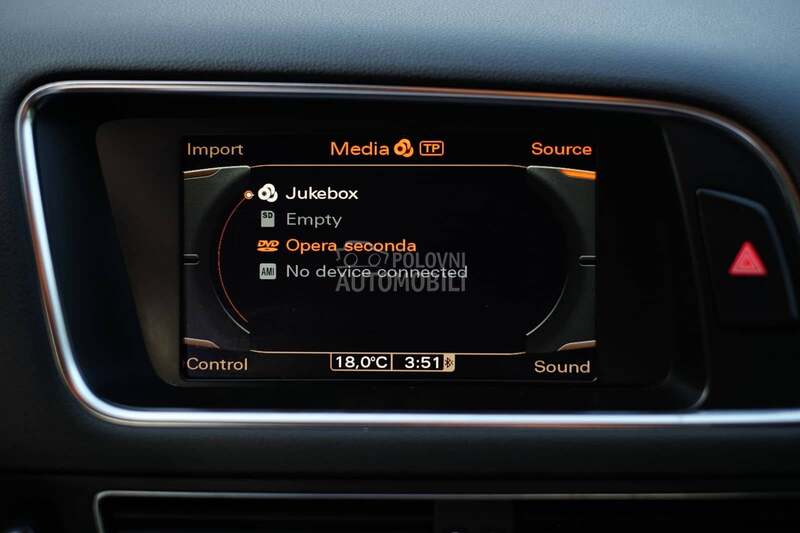 Import Media TP Source
Jukebox
SD Empty
DVD Opera seconda
AMI No device connected
POLOVNI
AUTOMOBILI
Control 18,0°C 3:51 Sound